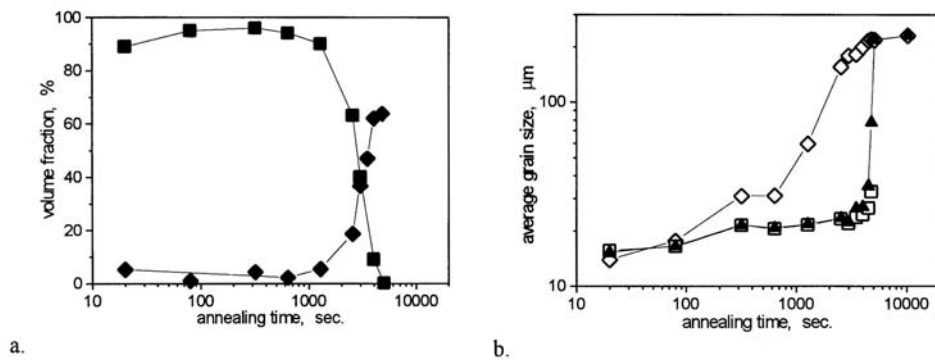 100
80
60
40
20
0
volume fraction, %
10
100
1000
10000
annealing time, sec.
a.
100
10
average grain size, μm
10
100
1000
10000
annealing time, sec.
b.